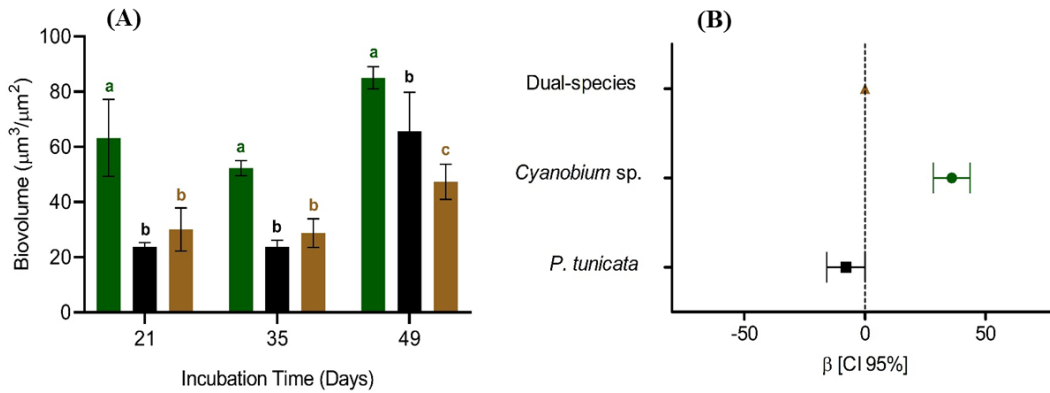 (A)
Biovolume (μm³/μm²)
100
80
60
40
20
0
a
b
b
a
b
b
a
b
c
21
35
49
Incubation Time (Days)
(B)
Dual-species
Cyanobium sp.
P. tunicata
-50
0
50
β [CI 95%]